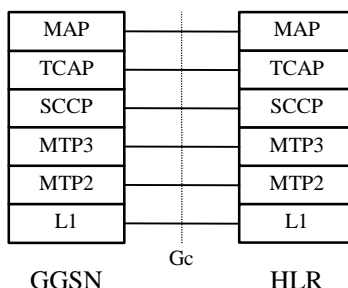 MAP MAP
TCAP TCAP
SCCP SCCP
MTP3 MTP3
MTP2 MTP2
L1 L1
Gc
GGSN HLR